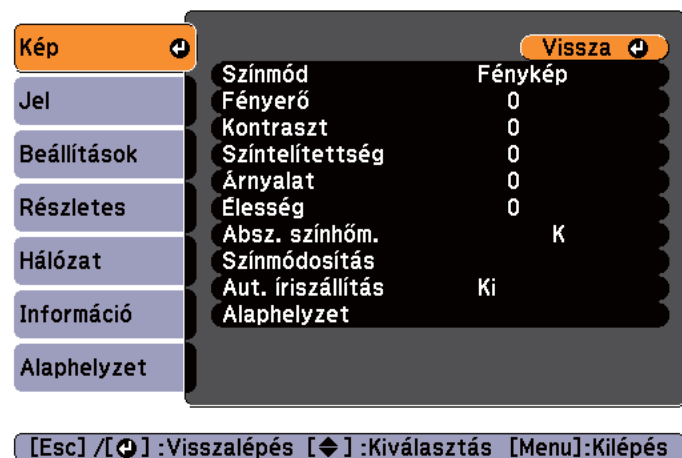 Kép
Jel
Beállítások
Részletes
Hálózat
Információ
Alaphelyzet
Vissza
Színmód Fénykép
Fényerő 0
Kontraszt 0
Színtelítettség 0
Árnyalat 0
Élesség 0
Absz. színhőm. K
Színmódosítás
Aut. íriszállítás Ki
Alaphelyzet
[Esc] /[ ] :Visszalépés [ ] :Kiválasztás [Menu]:Kilépés